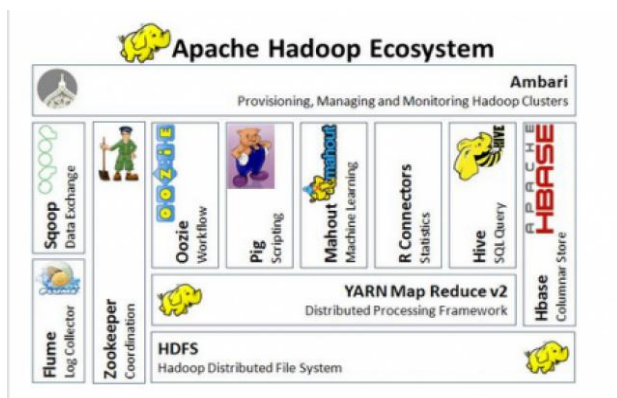 Apache Hadoop Ecosystem
Ambari
Provisioning, Managing and Monitoring Hadoop Clusters
Sqoop
Data Exchange
Flume
Log Collector
Zookeeper
Coordination
OOZIE
Oozie
Workflow
Pig
Scripting
mahout
Mahout
Machine Learning
R Connectors
Statistics
HIVE
Hive
SQL Query
APACHE
HBASE
Hbase
Columnar Store
YARN Map Reduce v2
Distributed Processing Framework
HDFS
Hadoop Distributed File System